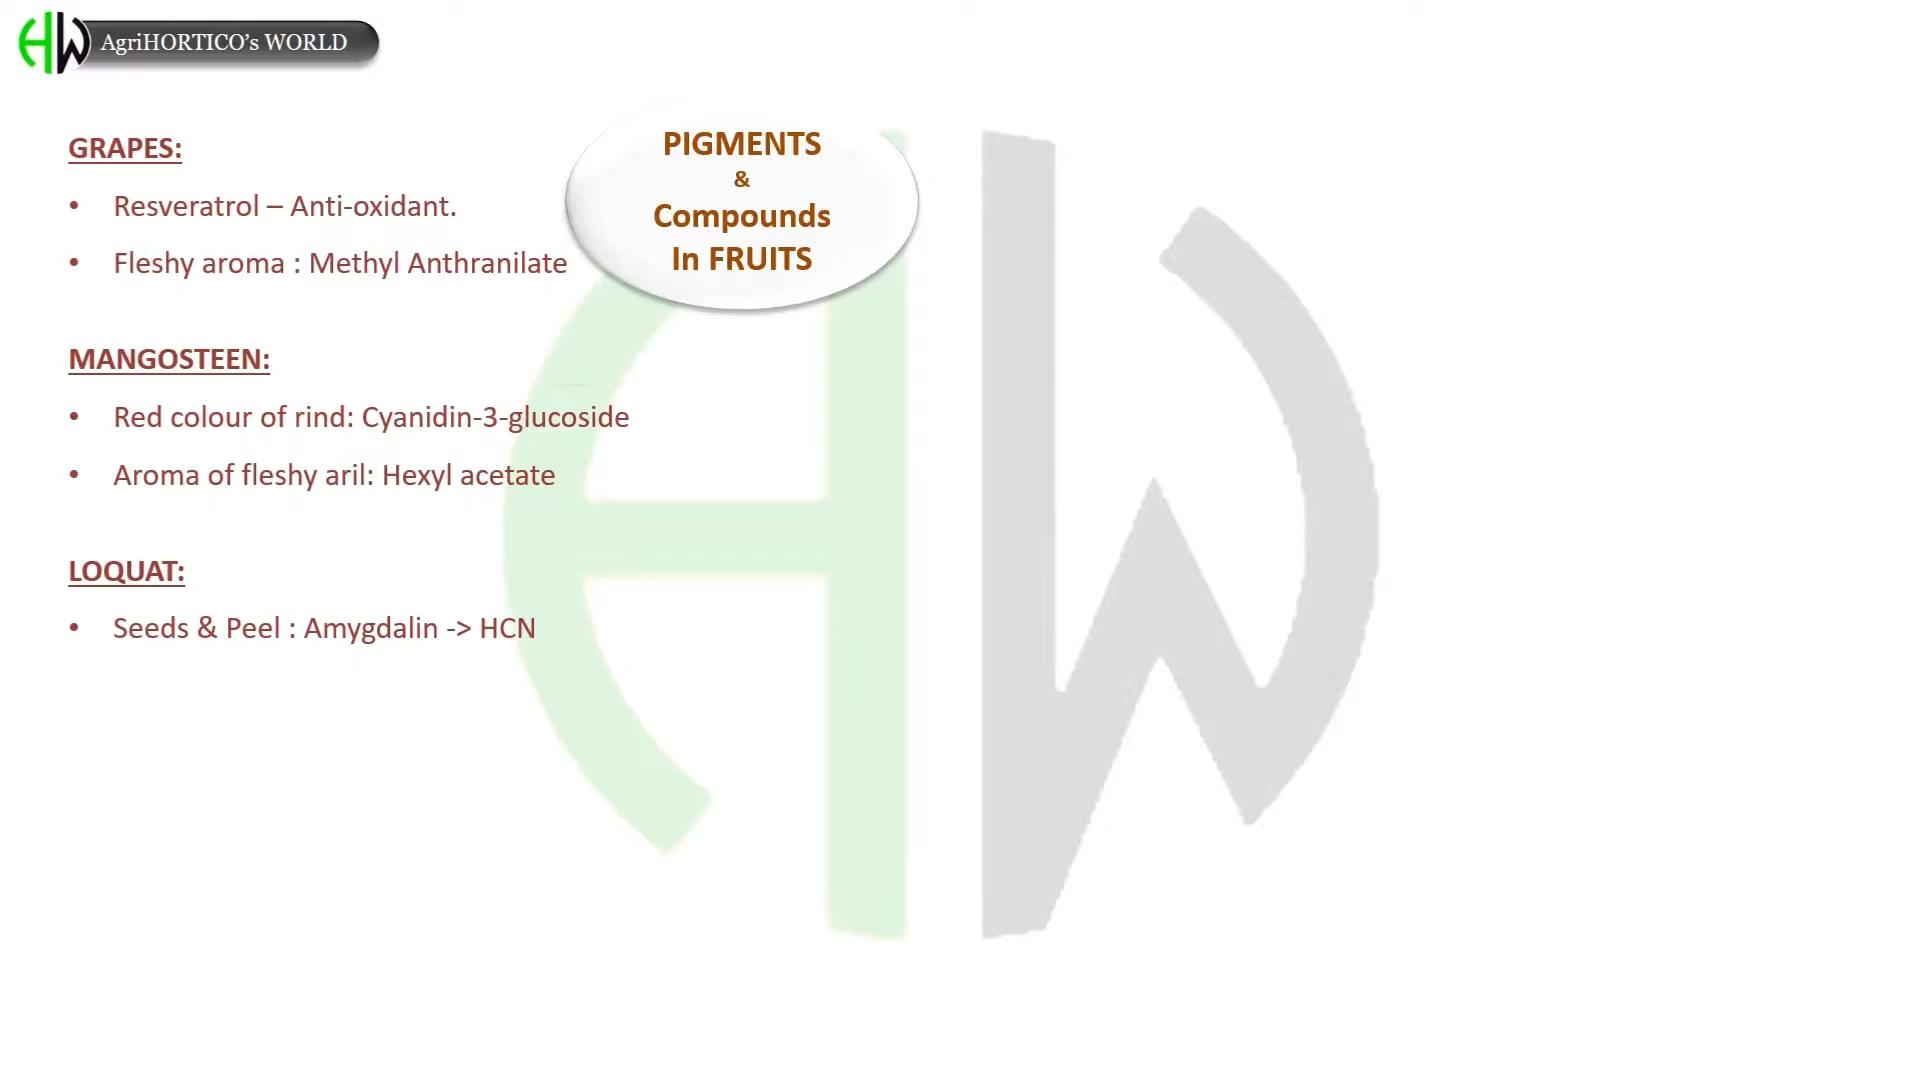 AgriHORTICO's WORLD
PIGMENTS
&
Compounds
In FRUITS
GRAPES:
• Resveratrol – Anti-oxidant.
• Fleshy aroma : Methyl Anthranilate
MANGOSTEEN:
• Red colour of rind: Cyanidin-3-glucoside
• Aroma of fleshy aril: Hexyl acetate
LOQUAT:
• Seeds & Peel : Amygdalin -> HCN